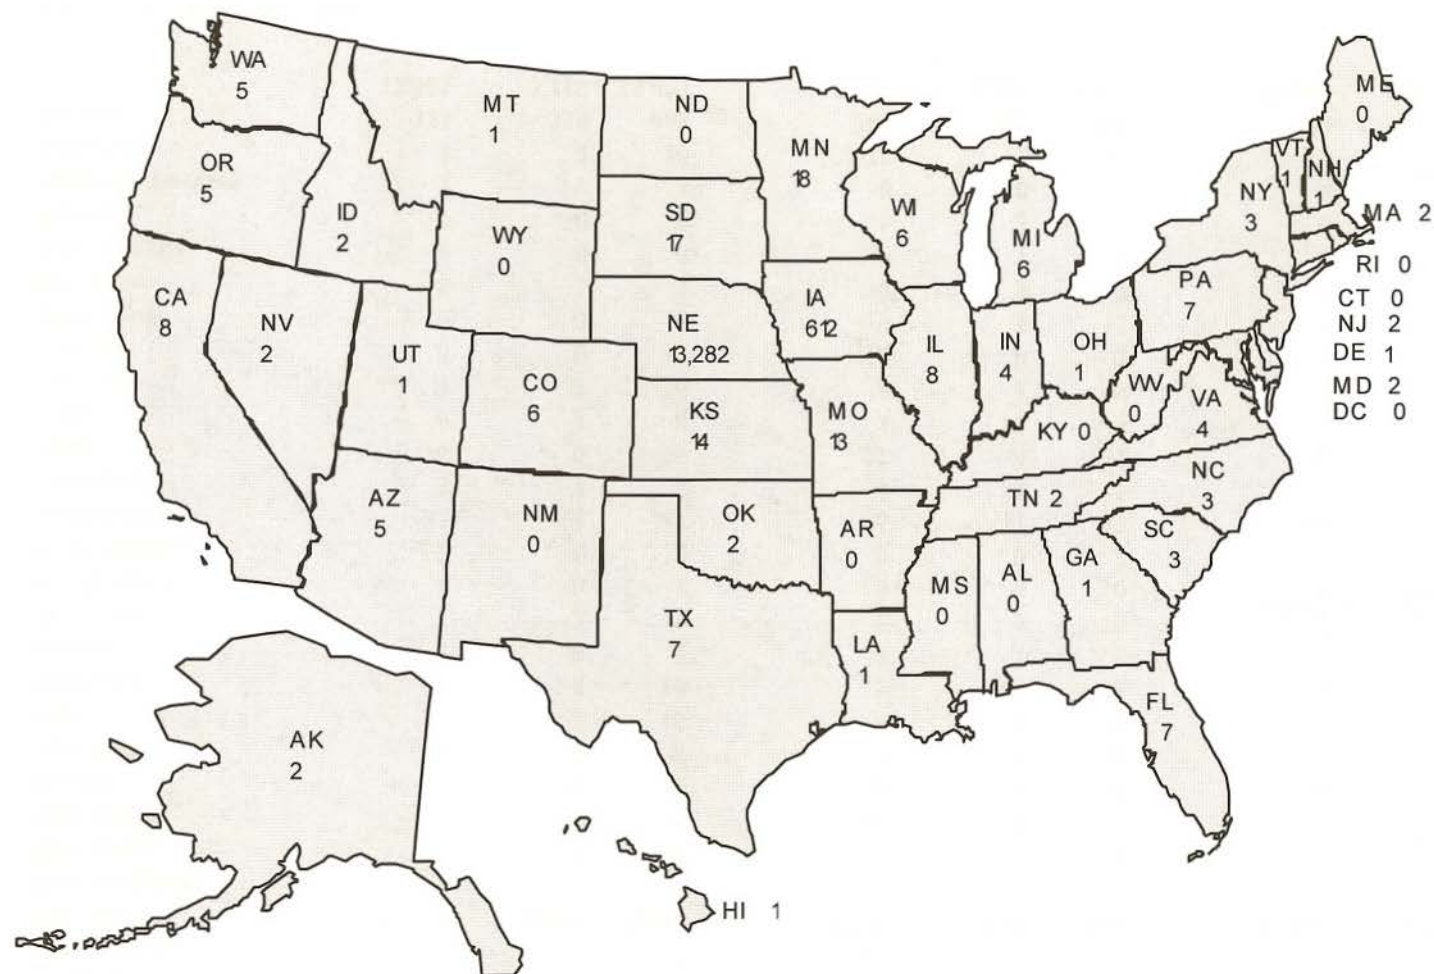 WA
5
MT
1
ND
0
MN
18
ME
0
VT
1
NH
1
OR
5
ID
2
WY
0
SD
17
WI
6
MI
6
NY
3
MA 2
RI 0
CA
8
NV
2
UT
1
CO
6
NE
13,282
IA
612
IL
8
IN
4
OH
1
PA
7
CT 0
NJ 2
DE 1
MD 2
DC 0
KS
14
MO
13
KY 0
WV
0
VA
4
AZ
5
NM
0
OK
2
AR
0
TN 2
NC
3
SC
3
TX
7
LA
1
MS
0
AL
0
GA
1
FL
7
AK
2
HI 1